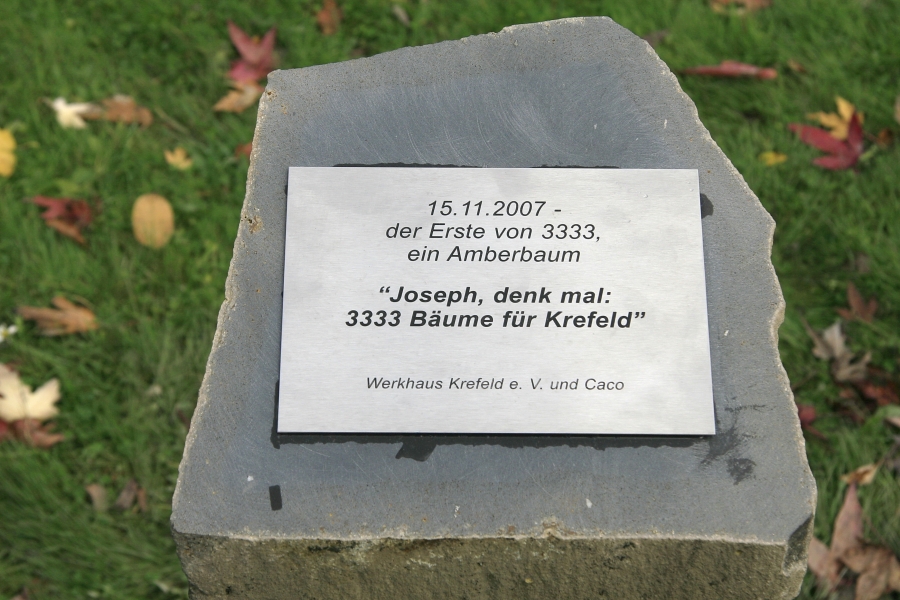 15.11.2007 -
der Erste von 3333,
ein Amberbaum
“Joseph, denk mal:
3333 Bäume für Krefeld”
Werkhaus Krefeld e. V. und Caco